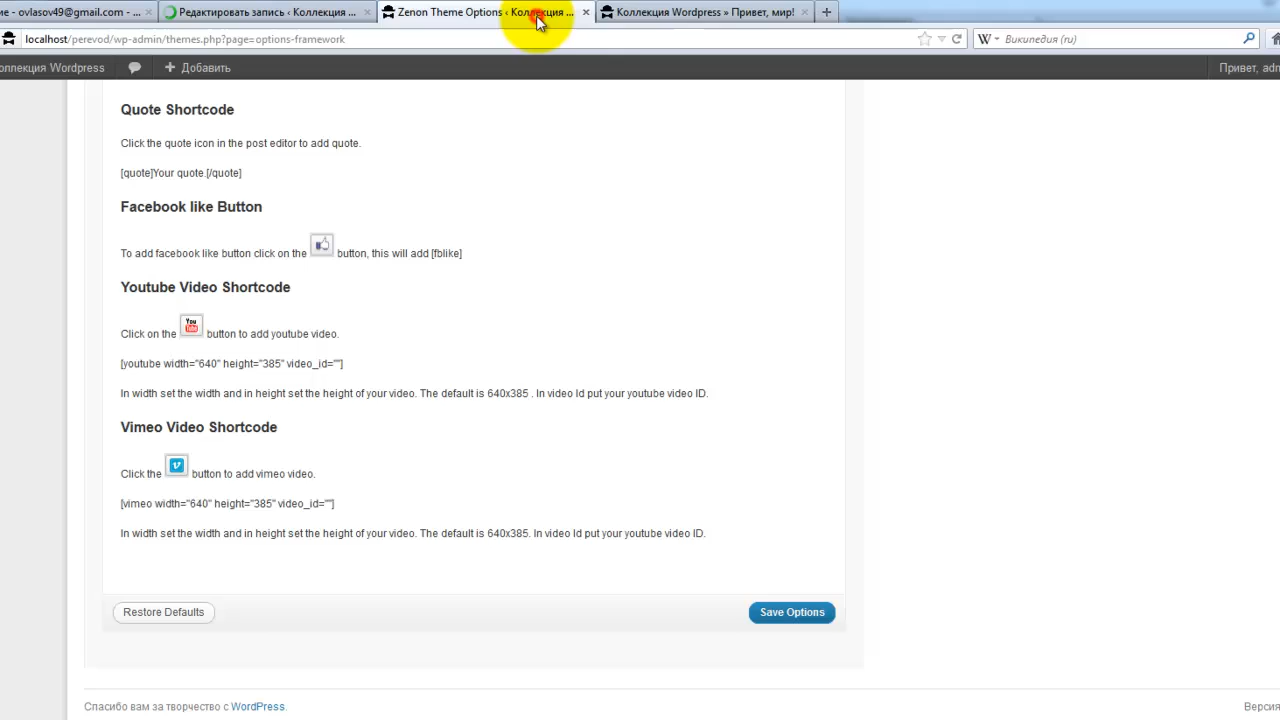 ие - ovlasov49@gmail.com - ...
Редактировать запись ‹ Коллекция ...
Zenon Theme Options ‹ Коллекция ...
Коллекция Wordpress » Привет, мир!
localhost/perevod/wp-admin/themes.php?page=options-framework
W
Википедия (ru)
оллекция Wordpress
Добавить
Привет, adm
Quote Shortcode
Click the quote icon in the post editor to add quote.
[quote]Your quote.[/quote]
Facebook like Button
To add facebook like button click on the button, this will add [fblike]
Youtube Video Shortcode
Click on the You Tube button to add youtube video.
[youtube width="640" height="385" video_id=""]
In width set the width and in height set the height of your video. The default is 640x385 . In video Id put your youtube video ID.
Vimeo Video Shortcode
Click the v button to add vimeo video.
[vimeo width="640" height="385" video_id=""]
In width set the width and in height set the height of your video. The default is 640x385. In video Id put your youtube video ID.
Restore Defaults
Save Options
Спасибо вам за творчество с WordPress.
Версия